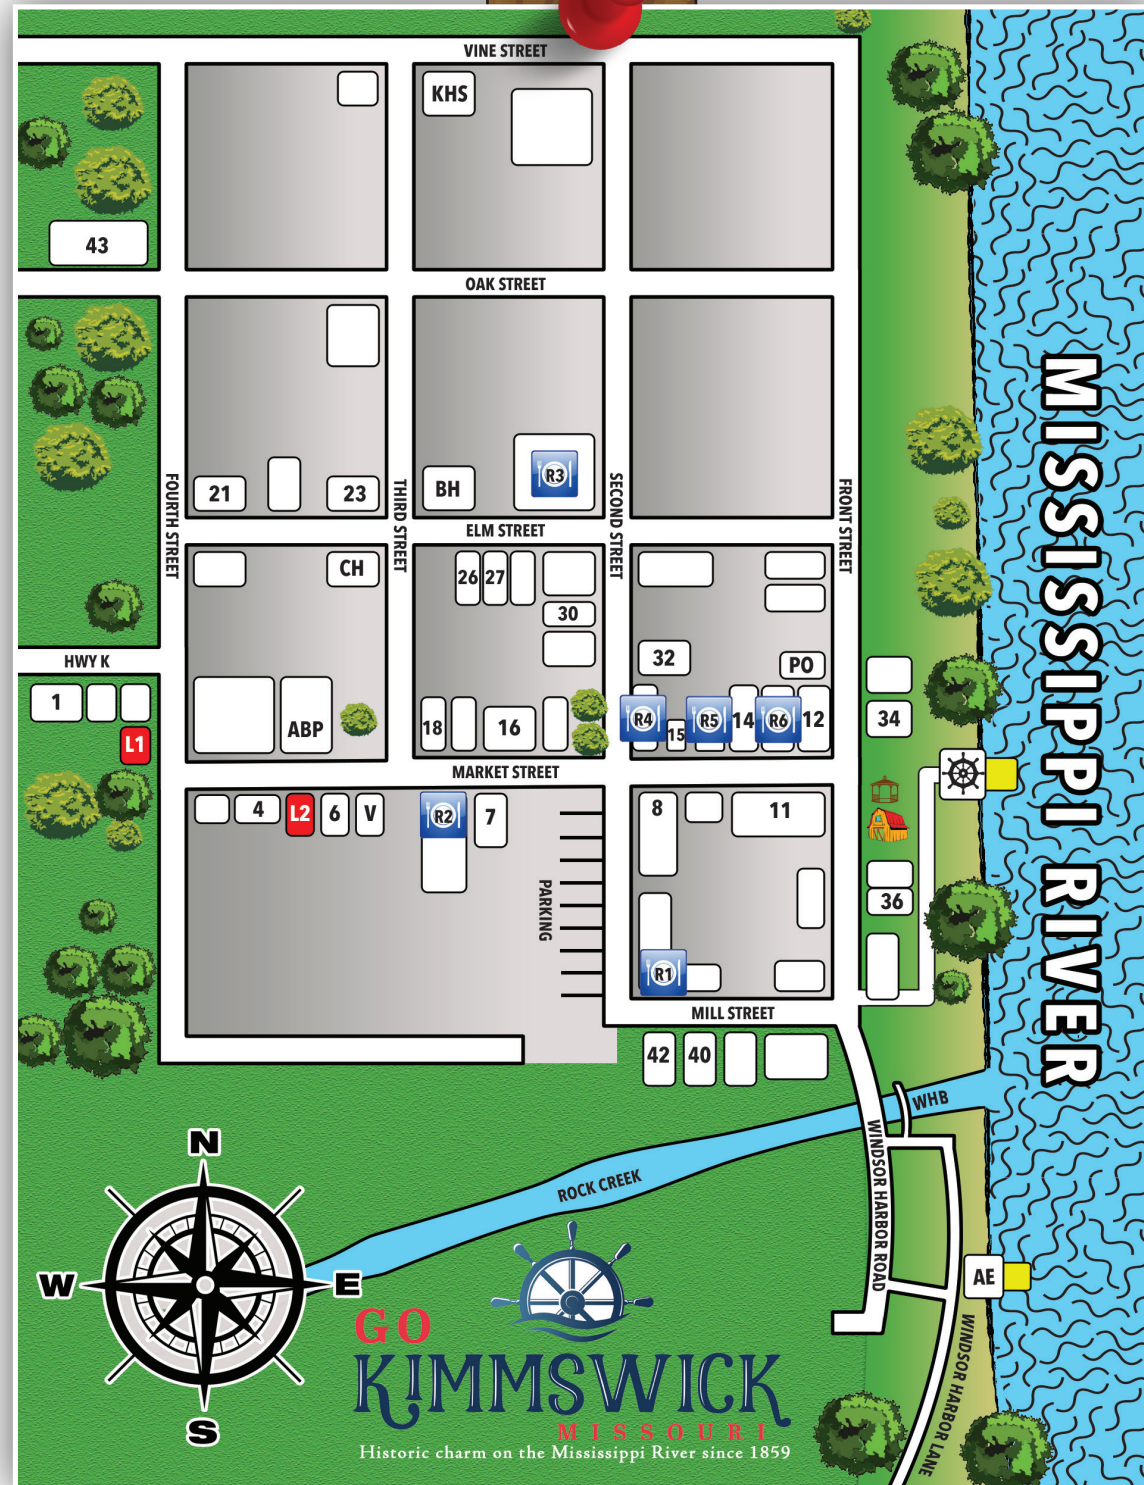 VINE STREET
KHS
43
OAK STREET
R3
21
23
BH
FOURTH STREET
THIRD STREET
SECOND STREET
FRONT STREET
ELM STREET
CH
26
27
30
32
PO
HWY K
1
L1
ABP
18
16
R4
15
R5
14
R6
12
34
MARKET STREET
4
L2
6
V
R2
7
8
11
PARKING
36
R1
MILL STREET
42
40
MISSISSIPPI RIVER
WHB
ROCK CREEK
WINDSOR HARBOR ROAD
AE
WINDSOR HARBOR LANE
N
W
E
S
GO
KIMMSWICK
MISSOURI
Historic charm on the Mississippi River since 1859